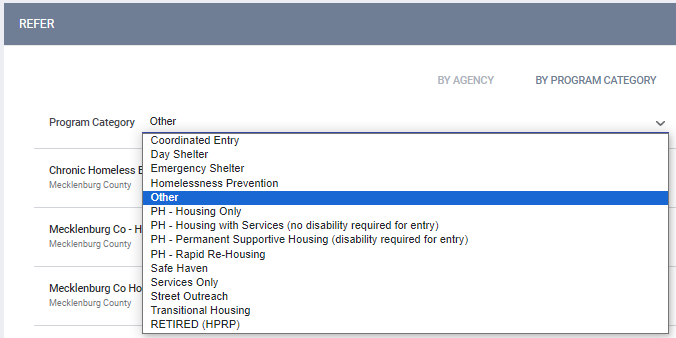 REFER
BY AGENCY BY PROGRAM CATEGORY
Program Category Other
Coordinated Entry
Day Shelter
Emergency Shelter
Homelessness Prevention
Other
PH - Housing Only
PH - Housing with Services (no disability required for entry)
PH - Permanent Supportive Housing (disability required for entry)
PH - Rapid Re-Housing
Safe Haven
Services Only
Street Outreach
Transitional Housing
RETIRED (HPRP)
Chronic Homeless
Mecklenburg County
Mecklenburg Co - H
Mecklenburg County
Mecklenburg Co Ho
Mecklenburg County